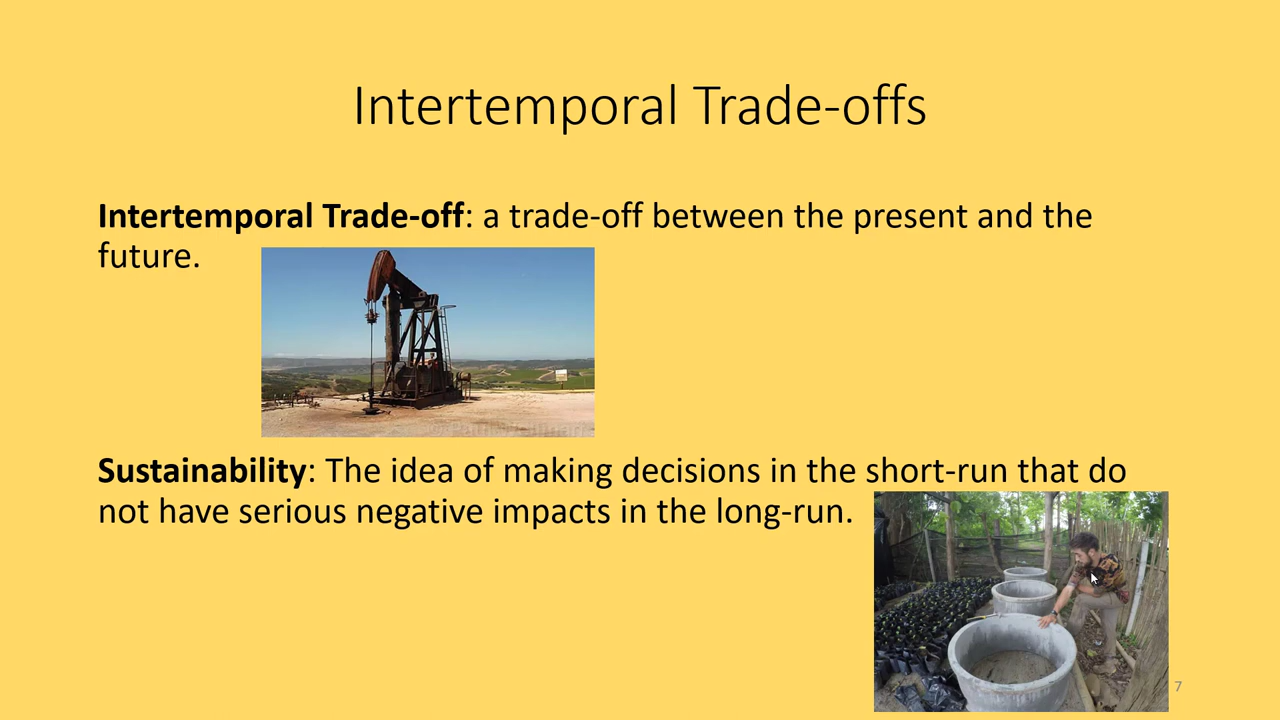 Intertemporal Trade-offs
Intertemporal Trade-off: a trade-off between the present and the
future.
Sustainability: The idea of making decisions in the short-run that do
not have serious negative impacts in the long-run.
7